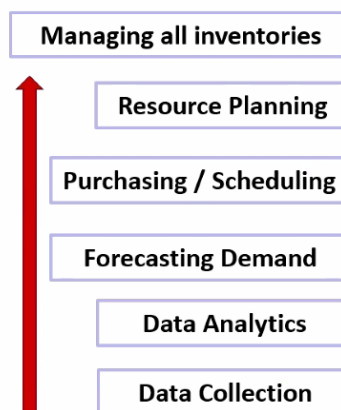 Managing all inventories
Resource Planning
Purchasing / Scheduling
Forecasting Demand
Data Analytics
Data Collection